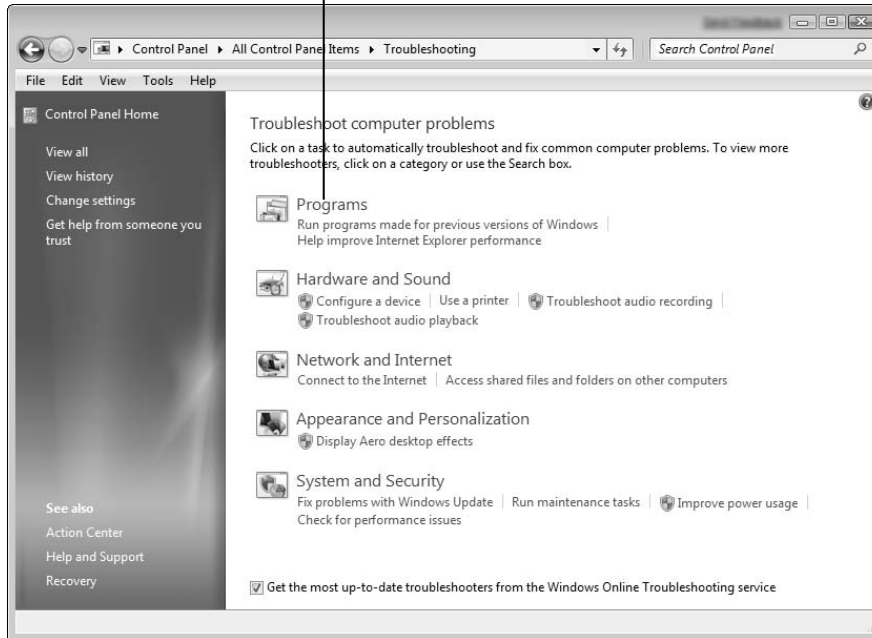 Control Panel ▸ All Control Panel Items ▸ Troubleshooting
Search Control Panel
File Edit View Tools Help
Control Panel Home
View all
View history
Change settings
Get help from someone you
trust
See also
Action Center
Help and Support
Recovery
Troubleshoot computer problems
Click on a task to automatically troubleshoot and fix common computer problems. To view more
troubleshooters, click on a category or use the Search box.
Programs
Run programs made for previous versions of Windows
Help improve Internet Explorer performance
Hardware and Sound
Configure a device | Use a printer | Troubleshoot audio recording
Troubleshoot audio playback
Network and Internet
Connect to the Internet | Access shared files and folders on other computers
Appearance and Personalization
Display Aero desktop effects
System and Security
Fix problems with Windows Update | Run maintenance tasks | Improve power usage
Check for performance issues
Get the most up-to-date troubleshooters from the Windows Online Troubleshooting service